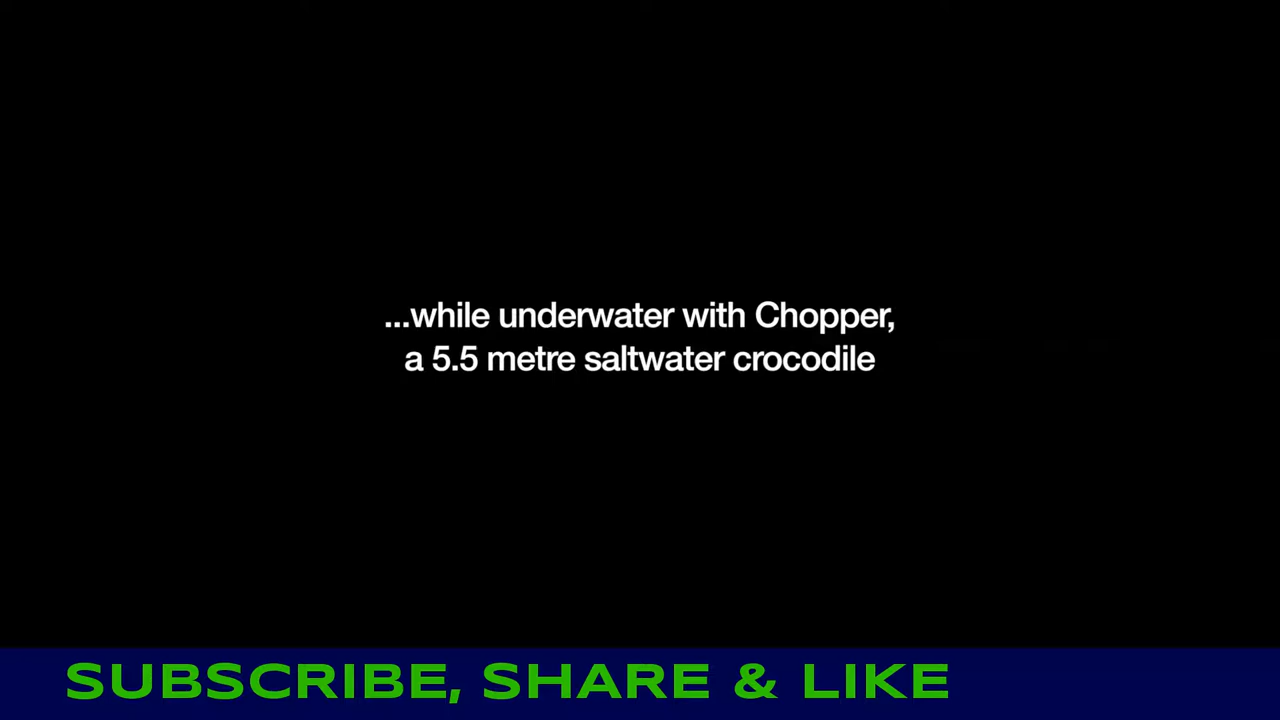 ...while underwater with Chopper,
a 5.5 metre saltwater crocodile
SUBSCRIBE, SHARE & LIKE